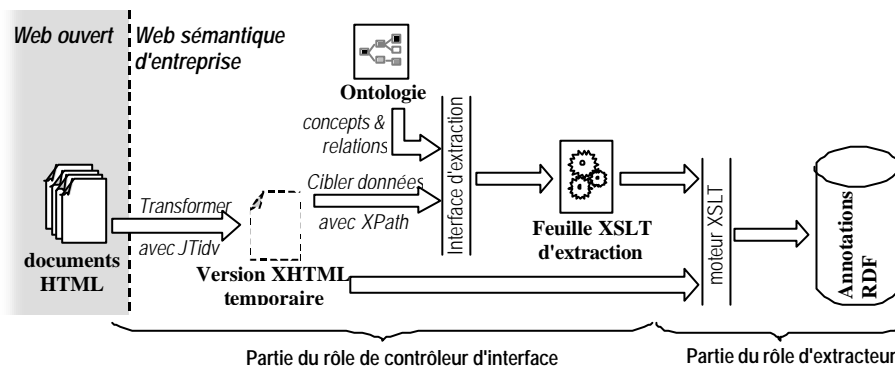 Web ouvert
Web sémantique
d'entreprise
Ontologie
concepts &
relations
Interface d'extraction
Cibler données
avec XPath
Transformer
avec JTidy
documents
HTML
Version XHTML
temporaire
Feuille XSLT
d'extraction
moteur XSLT
Annotations
RDF
Partie du rôle de contrôleur d'interface
Partie du rôle d'extracteur